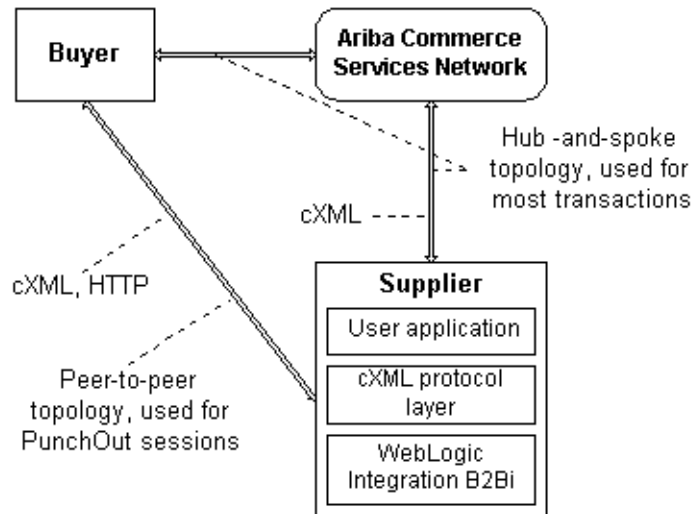 Buyer
Ariba Commerce
Services Network
Hub -and-spoke
topology, used for
most transactions
cXML
cXML, HTTP
Peer-to-peer
topology, used for
PunchOut sessions
Supplier
User application
cXML protocol
layer
WebLogic
Integration B2Bi